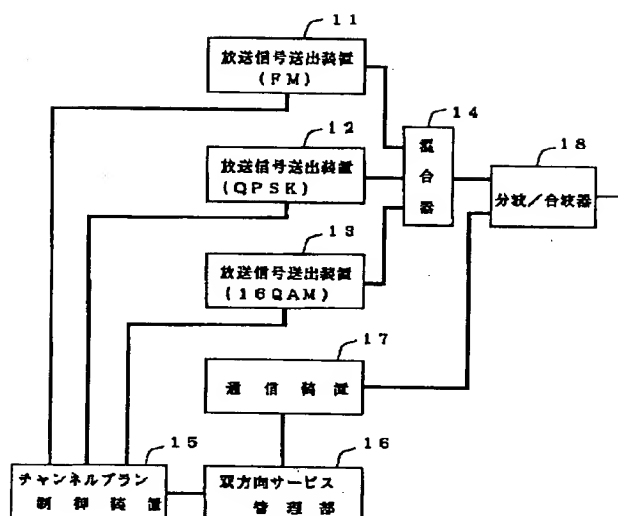 11
放送信号送出装置
(FM)
12
放送信号送出装置
(QPSK)
13
放送信号送出装置
(16QAM)
14
混
合
器
18
分波／合波器
17
通信装置
15
チャンネルプラン
制御装置
16
双方向サービス
管理部